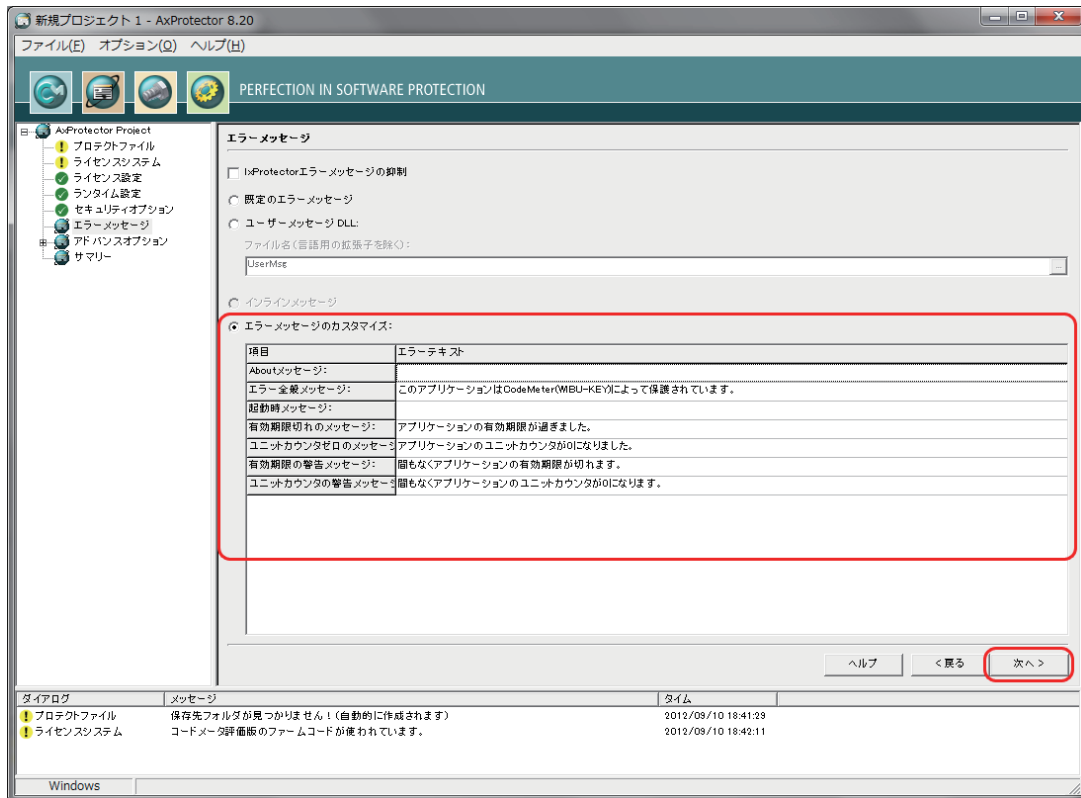 新規プロジェクト 1 - AxProtector 8.20
ファイル(F) オプション(O) ヘルプ(H)
PERFECTION IN SOFTWARE PROTECTION
AxProtector Project
プロテクトファイル
ライセンスシステム
ライセンス設定
ランタイム設定
セキュリティオプション
エラーメッセージ
アドバンスオプション
サマリー
エラーメッセージ
IxProtectorエラーメッセージの抑制
既定のエラーメッセージ
ユーザーメッセージ DLL:
ファイル名(言語用の拡張子を除く):
UserMsg
...
インラインメッセージ
エラーメッセージのカスタマイズ:
項目 エラーテキスト
Aboutメッセージ:
エラー全般メッセージ: このアプリケーションはCodeMeter(WIBU-KEY)によって保護されています。
起動時メッセージ:
有効期限切れのメッセージ: アプリケーションの有効期限が過ぎました。
ユニットカウンタゼロのメッセージ アプリケーションのユニットカウンタが0になりました。
有効期限の警告メッセージ: 間もなくアプリケーションの有効期限が切れます。
ユニットカウンタの警告メッセージ 間もなくアプリケーションのユニットカウンタが0になります。
ヘルプ <戻る 次へ>
ダイアログ メッセージ タイム
プロテクトファイル 保存先フォルダが見つかりません!(自動的に作成されます) 2012/09/10 18:41:29
ライセンスシステム コードメータ評価版のファームコードが使われています。 2012/09/10 18:42:11
Windows